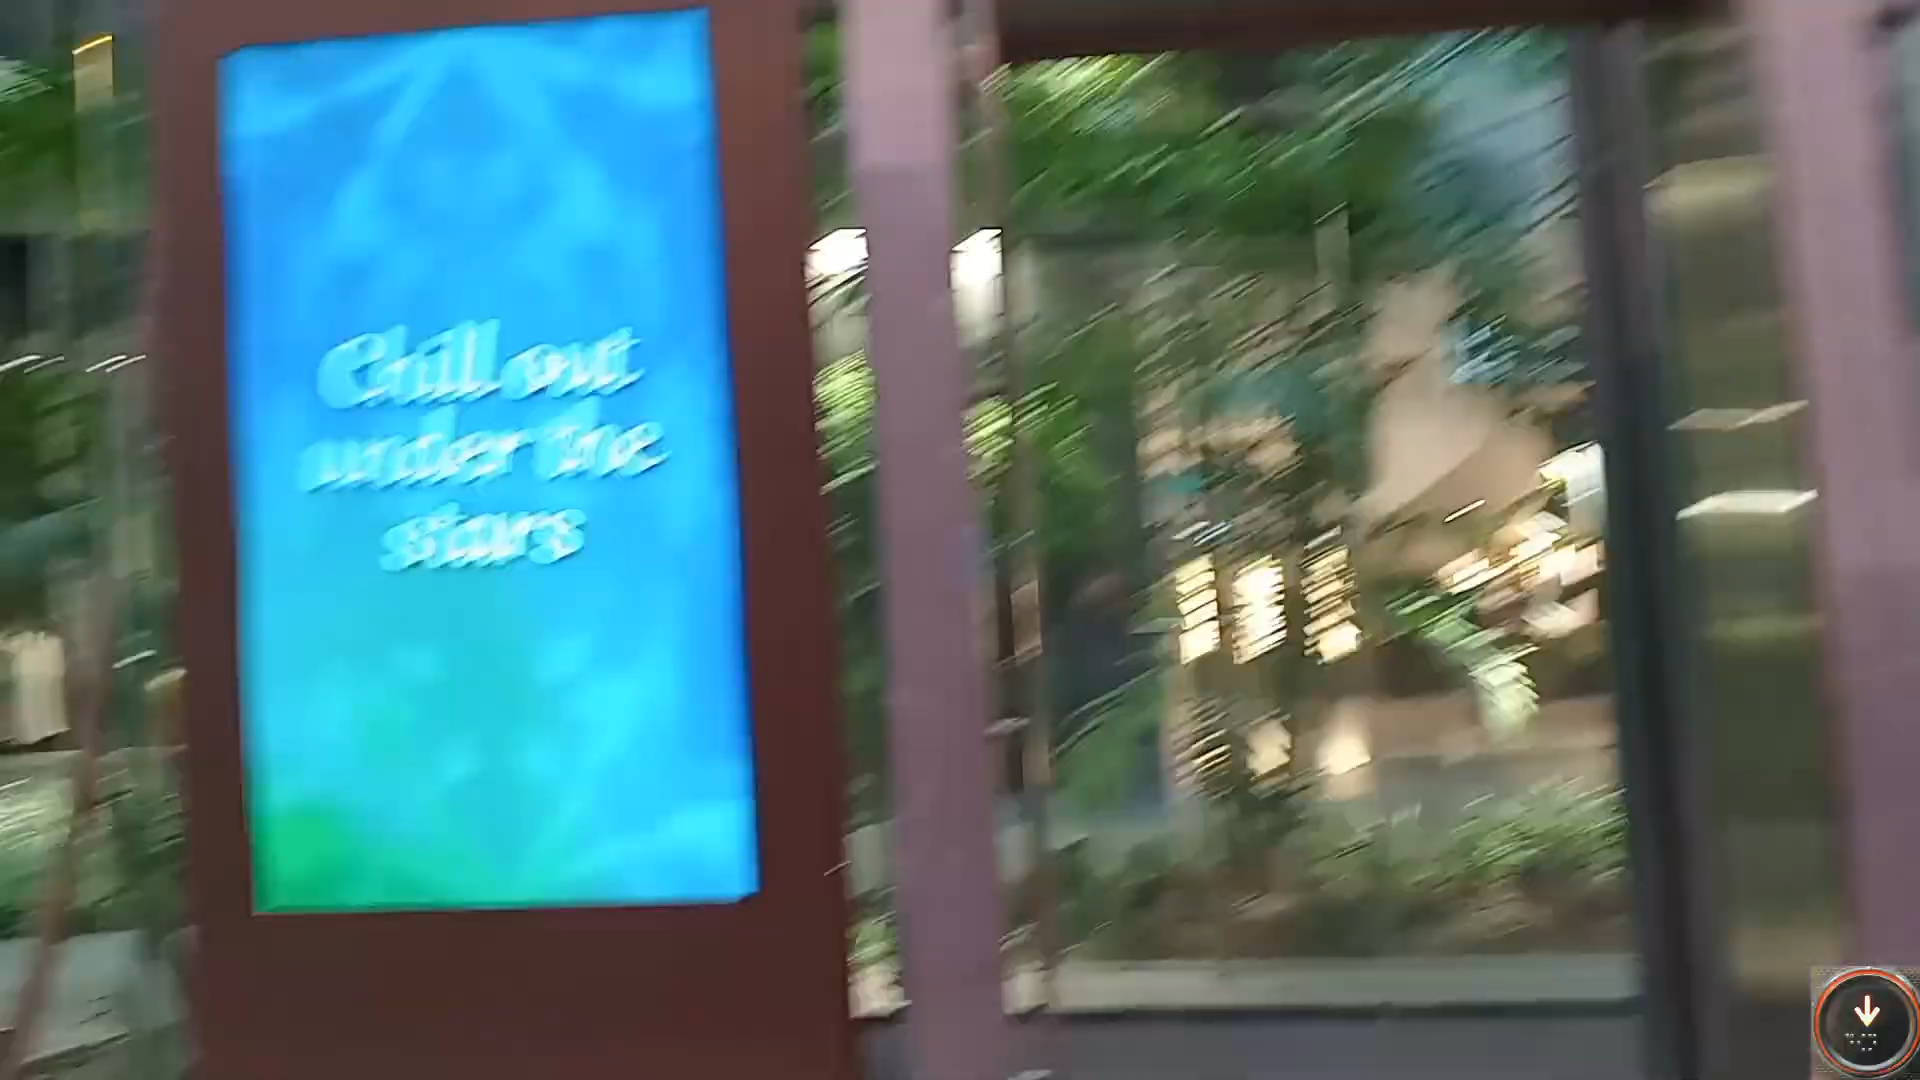 Chill out
under the
stars